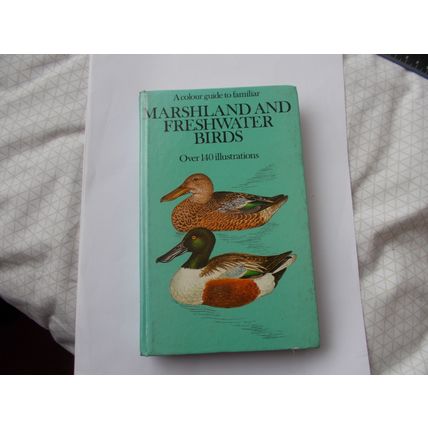 A colour guide to familiar
MARSHLAND AND
FRESHWATER
BIRDS
Over 140 illustrations